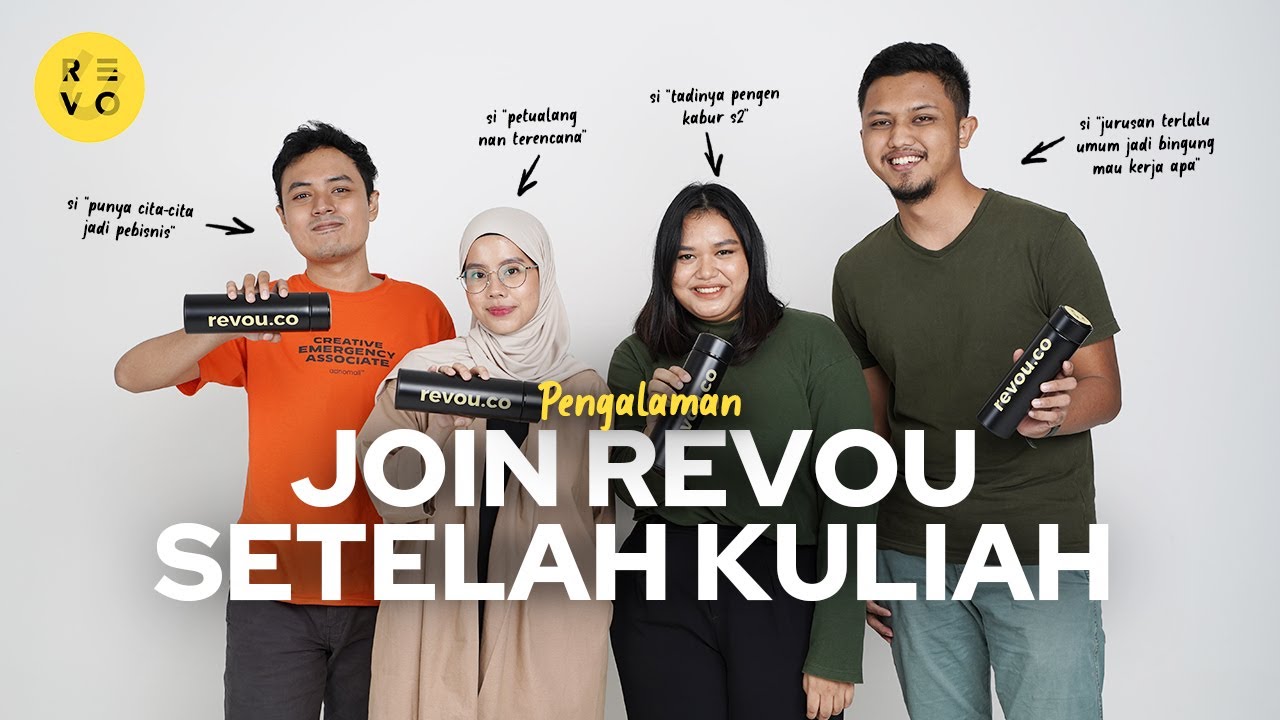 RE
VO
si "punya cita-cita
jadi pebisnis"
si "petualang
nan terencana"
si "tadinya pengen
kabur s2"
si "jurusan terlalu
umum jadi bingung
mau kerja apa"
revou.co
CREATIVE
EMERGENCY
ASSOCIATE
revou.co
revou.co
Pengalaman
JOIN REVOU
SETELAH KULIAH